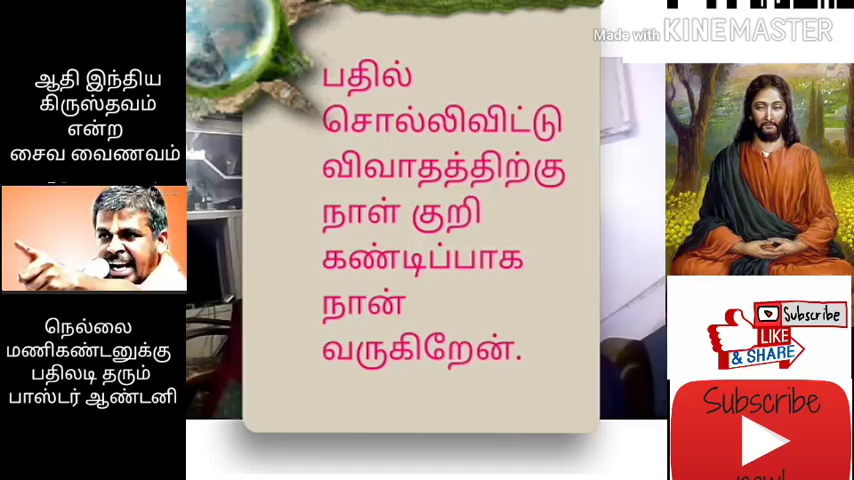 Made with KINEMASTER
ஆதி இந்திய
கிருஸ்தவம்
என்ற
சைவ வைணவம்
பதில்
சொல்லிவிட்டு
விவாதத்திற்கு
நாள் குறி
கண்டிப்பாக
நான்
வருகிறேன்.
நெல்லை
மணிகண்டனுக்கு
பதிலடி தரும்
பாஸ்டர் ஆண்டனி
Subscribe
LIKE
& SHARE
Subscribe
now!